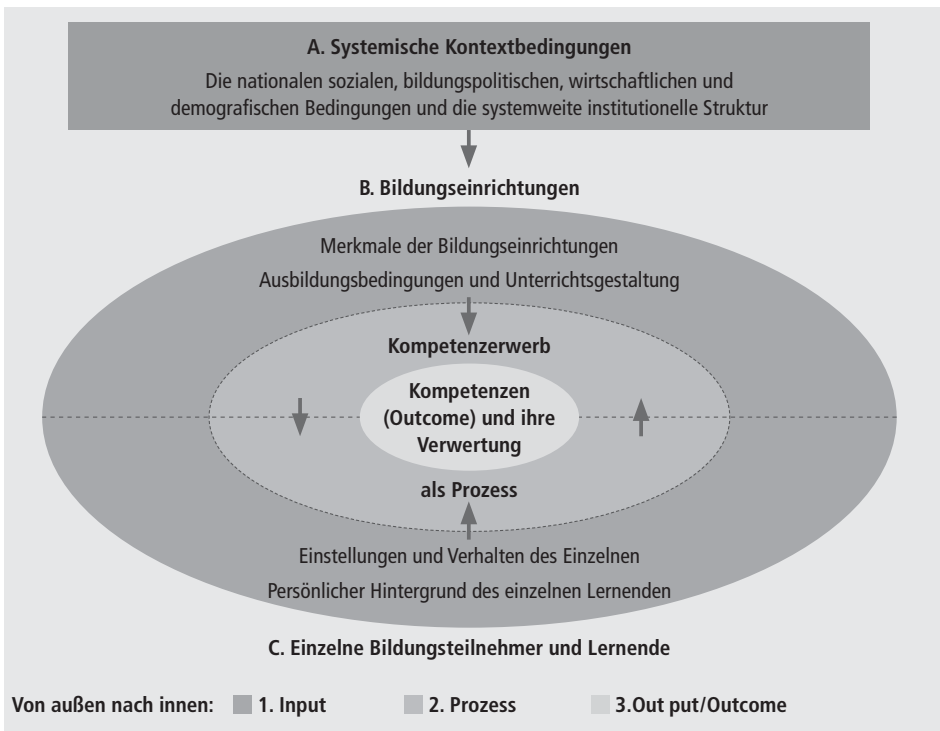 A. Systemische Kontextbedingungen
Die nationalen sozialen, bildungspolitischen, wirtschaftlichen und
demografischen Bedingungen und die systemweite institutionelle Struktur
B. Bildungseinrichtungen
Merkmale der Bildungseinrichtungen
Ausbildungsbedingungen und Unterrichtsgestaltung
Kompetenzerwerb
Kompetenzen
(Outcome) und ihre
Verwertung
als Prozess
Einstellungen und Verhalten des Einzelnen
Persönlicher Hintergrund des einzelnen Lernenden
C. Einzelne Bildungsteilnehmer und Lernende
Von außen nach innen: 1. Input 2. Prozess 3.Out put/Outcome